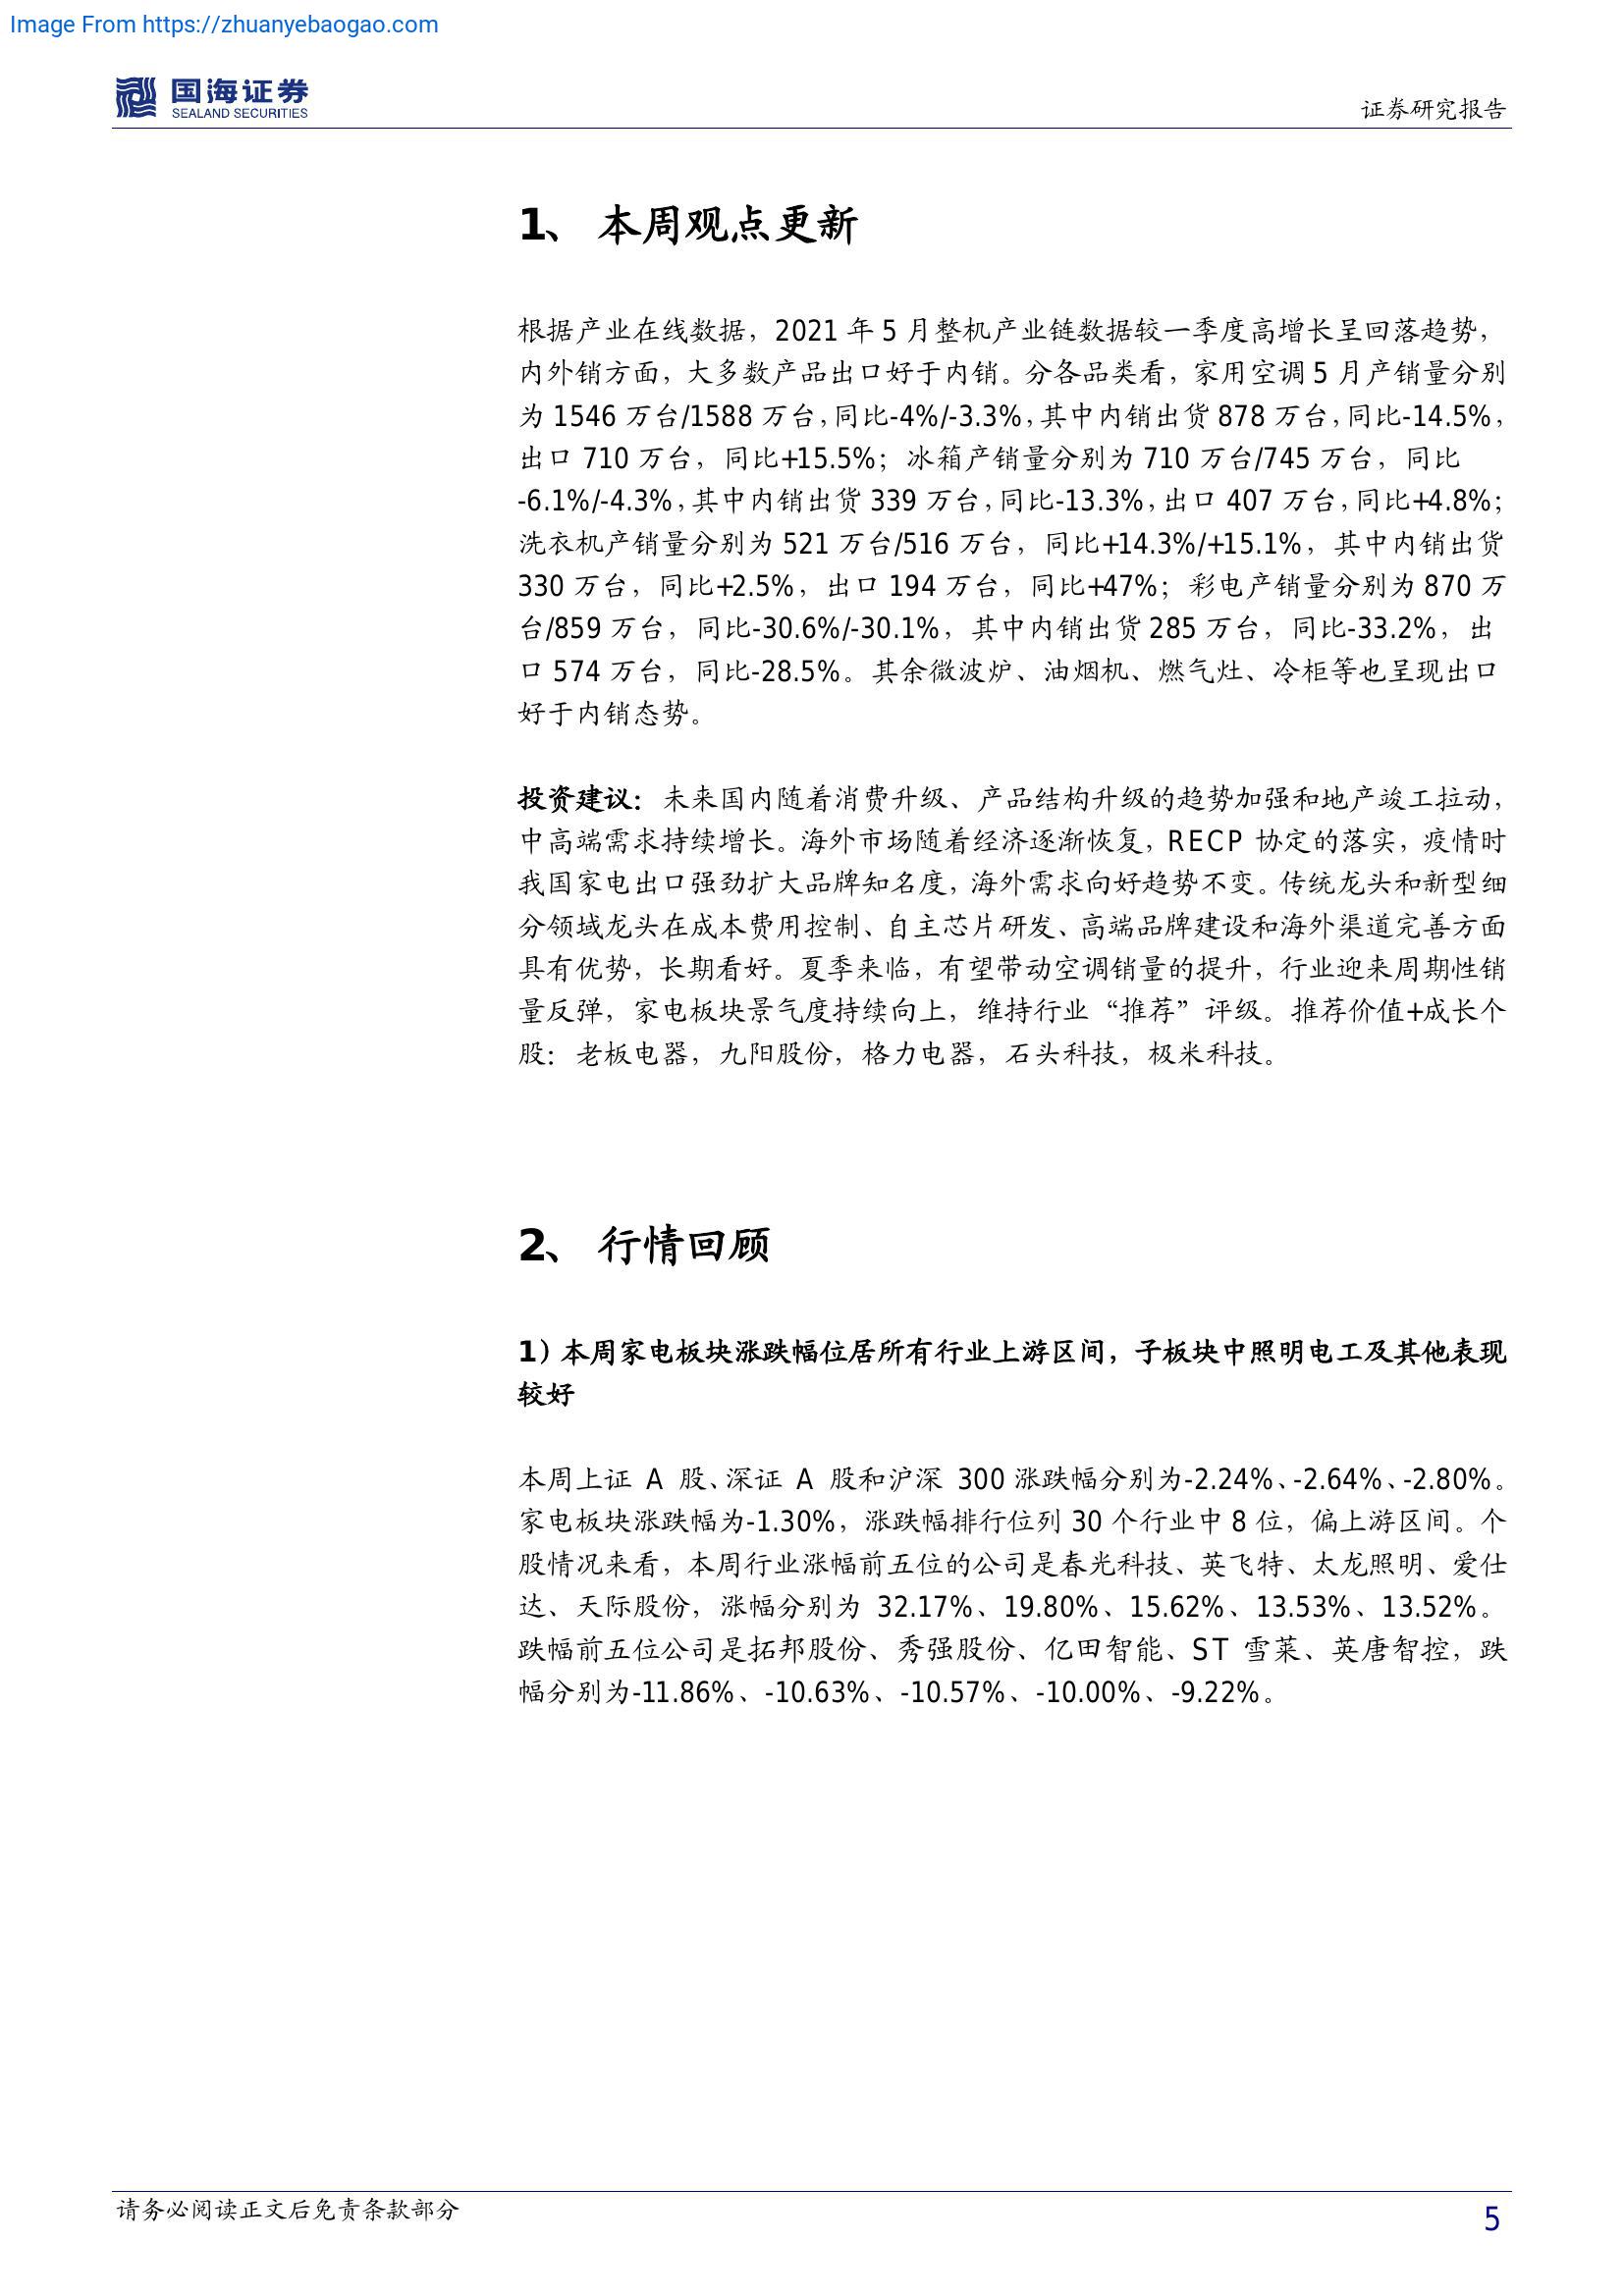 Image From https://zhuanyebaogao.com
国海证券
SEALAND SECURITIES
证券研究报告
1、 本周观点更新
根据产业在线数据，2021 年 5 月整机产业链数据较一季度高增长呈回落趋势，
内外销方面，大多数产品出口好于内销。分各品类看，家用空调 5 月产销量分别
为 1546 万台/1588 万台，同比-4%/-3.3%，其中内销出货 878 万台，同比-14.5%，
出口 710 万台，同比+15.5%；冰箱产销量分别为 710 万台/745 万台，同比
-6.1%/-4.3%，其中内销出货 339 万台，同比-13.3%，出口 407 万台，同比+4.8%；
洗衣机产销量分别为 521 万台/516 万台，同比+14.3%/+15.1%，其中内销出货
330 万台，同比+2.5%，出口 194 万台，同比+47%；彩电产销量分别为 870 万
台/859 万台，同比-30.6%/-30.1%，其中内销出货 285 万台，同比-33.2%，出
口 574 万台，同比-28.5%。其余微波炉、油烟机、燃气灶、冷柜等也呈现出口
好于内销态势。
投资建议：未来国内随着消费升级、产品结构升级的趋势加强和地产竣工拉动，
中高端需求持续增长。海外市场随着经济逐渐恢复，RECP 协定的落实，疫情时
我国家电出口强劲扩大品牌知名度，海外需求向好趋势不变。传统龙头和新型细
分领域龙头在成本费用控制、自主芯片研发、高端品牌建设和海外渠道完善方面
具有优势，长期看好。夏季来临，有望带动空调销量的提升，行业迎来周期性销
量反弹，家电板块景气度持续向上，维持行业“推荐”评级。推荐价值+成长个
股：老板电器，九阳股份，格力电器，石头科技，极米科技。
2、 行情回顾
1）本周家电板块涨跌幅位居所有行业上游区间，子板块中照明电工及其他表现
较好
本周上证 A 股、深证 A 股和沪深 300 涨跌幅分别为-2.24%、-2.64%、-2.80%。
家电板块涨跌幅为-1.30%，涨跌幅排行位列 30 个行业中 8 位，偏上游区间。个
股情况来看，本周行业涨幅前五位的公司是春光科技、英飞特、太龙照明、爱仕
达、天际股份，涨幅分别为 32.17%、19.80%、15.62%、13.53%、13.52%。
跌幅前五位公司是拓邦股份、秀强股份、亿田智能、ST 雪莱、英唐智控，跌
幅分别为-11.86%、-10.63%、-10.57%、-10.00%、-9.22%。
请务必阅读正文后免责条款部分
5